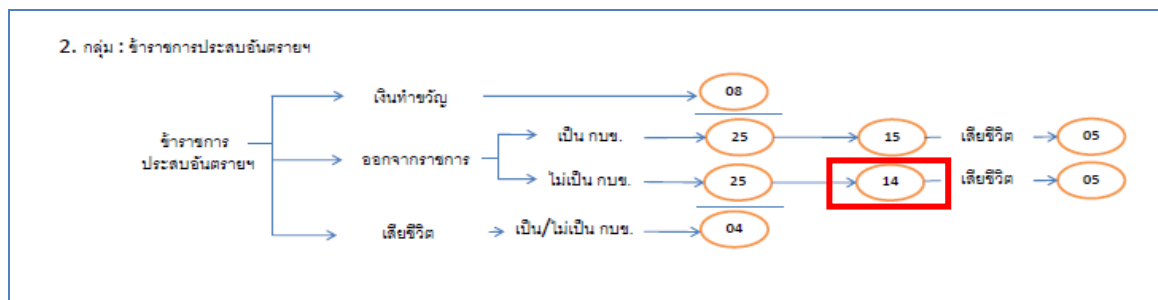 2. กลุ่ม : ข้าราชการประสบอันตรายฯ
เงินทำขวัญ 08
ข้าราชการ
ประสบอันตรายฯ
ออกจากราชการ
เป็น กบข. 25 15 เสียชีวิต 05
ไม่เป็น กบข. 25 14 เสียชีวิต 05
เสียชีวิต เป็น/ไม่เป็น กบข. 04